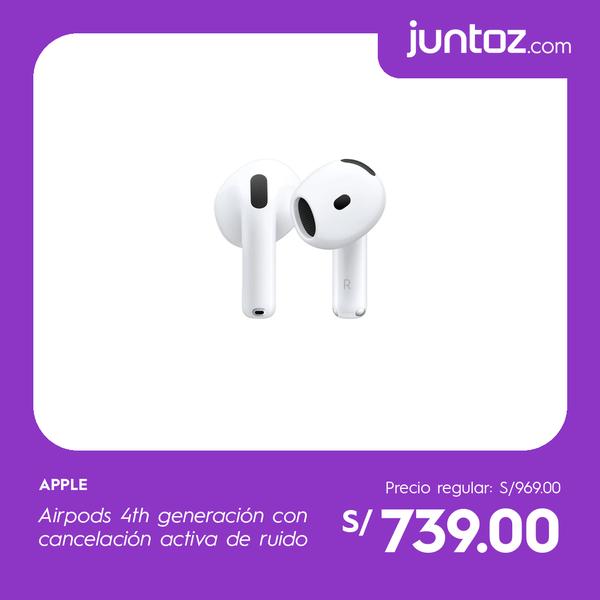 juntoz.com
R
APPLE
Airpods 4th generación con
cancelación activa de ruido
Precio regular: S/969.00
S/739.00